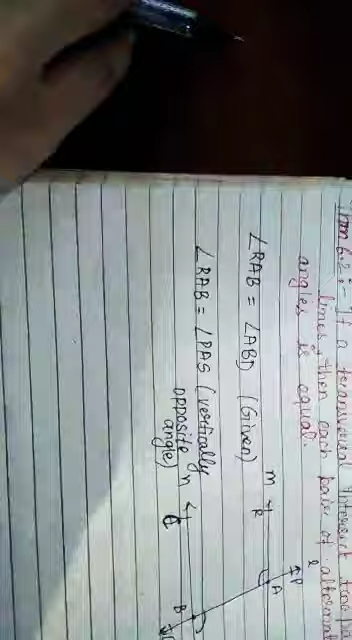 Thm 6.2 :- If a transversal Intersect two
lines, then each pair of alternat
angles is equal.
∠RAB = ∠ABD (Given)
∠RAB = ∠PAS (vertically
opposite
angle)
l
P
m
R
A
n
C
B